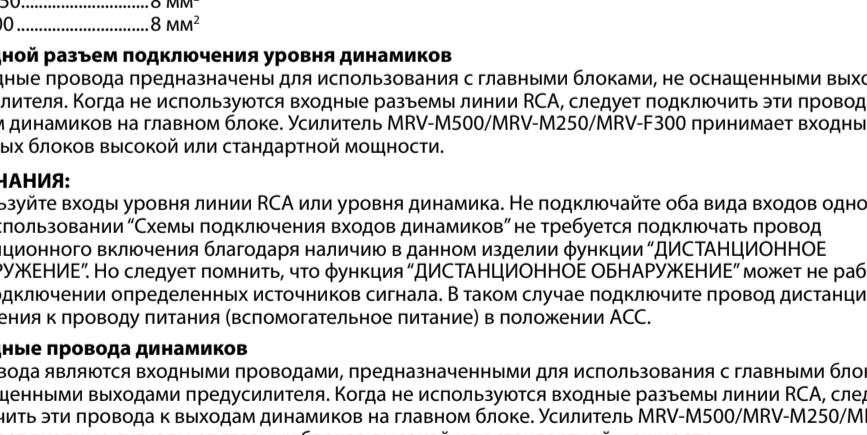 50..............................8 мм²
00..............................8 мм²
дной разъем подключения уровня динамиков
дные провода предназначены для использования с главными блоками, не оснащенными выхо
лителя. Когда не используются входные разъемы линии RCA, следует подключить эти провод
м динамиков на главном блоке. Усилитель MRV-M500/MRV-M250/MRV-F300 принимает входны
ых блоков высокой или стандартной мощности.
ЧАНИЯ:
ьзуйте входы уровня линии RCA или уровня динамика. Не подключайте оба вида входов одно
спользовании “Схемы подключения входов динамиков” не требуется подключать провод
ционного включения благодаря наличию в данном изделии функции “ДИСТАНЦИОННОЕ
РУЖЕНИЕ”. Но следует помнить, что функция “ДИСТАНЦИОННОЕ ОБНАРУЖЕНИЕ” может не раб
одключении определенных источников сигнала. В таком случае подключите провод дистанци
ения к проводу питания (вспомогательное питание) в положении ACC.
дные провода динамиков
вода являются входными проводами, предназначенными для использования с главными бло
щенными выходами предусилителя. Когда не используются входные разъемы линии RCA, след
чить эти провода к выходам динамиков на главном блоке. Усилитель MRV-M500/MRV-M250/M